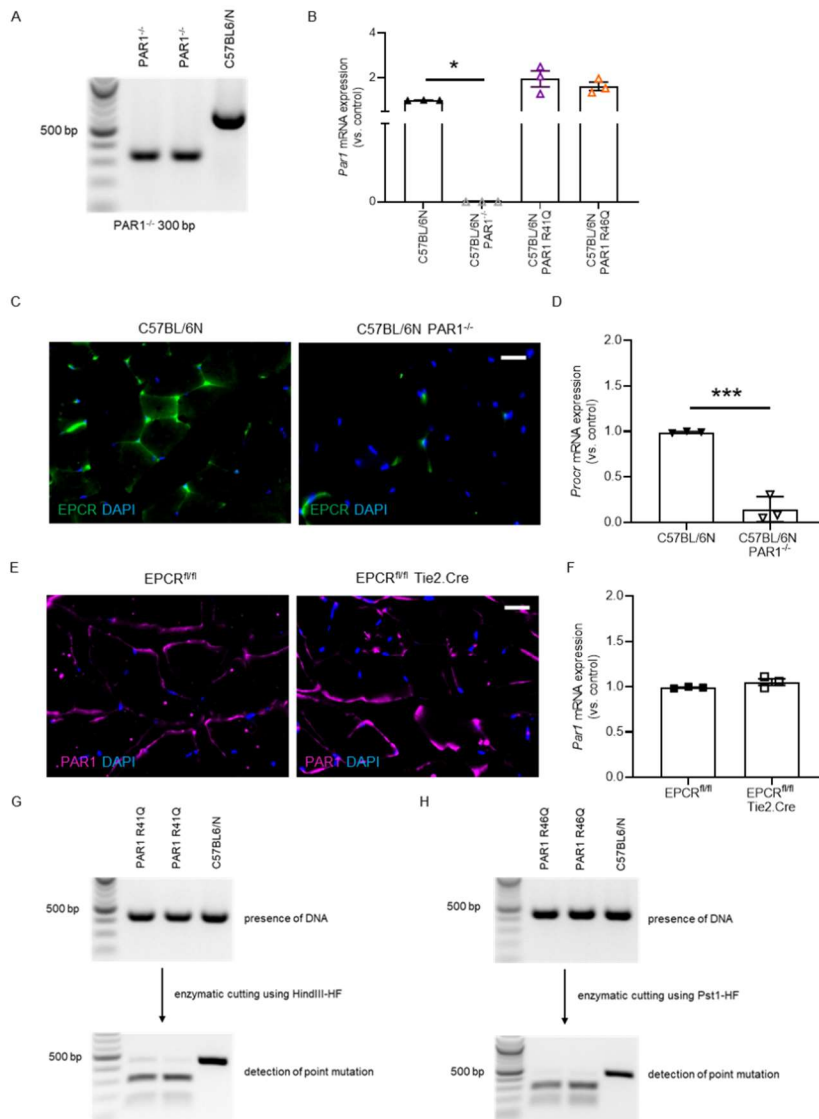 A
PAR1-/-
PAR1-/-
C57BL6/N
500 bp
PAR1-/- 300 bp
B
Par1 mRNA expression
(vs. control)
4
2
0
*
C57BL/6N
C57BL/6N
PAR1-/-
C57BL/6N
PAR1 R41Q
C57BL/6N
PAR1 R46Q
C
C57BL/6N
C57BL/6N PAR1-/-
EPCR DAPI
EPCR DAPI
D
Procr mRNA expression
(vs. control)
2.0
1.5
1.0
0.5
0.0
***
C57BL/6N
C57BL/6N
PAR1-/-
E
EPCRfl/fl
EPCRfl/fl Tie2.Cre
PAR1 DAPI
PAR1 DAPI
F
Par1 mRNA expression
(vs. control)
2.0
1.5
1.0
0.5
0.0
EPCRfl/fl
EPCRfl/fl
Tie2.Cre
G
PAR1 R41Q
PAR1 R41Q
C57BL6/N
500 bp
presence of DNA
enzymatic cutting using HindIII-HF
500 bp
detection of point mutation
H
PAR1 R46Q
PAR1 R46Q
C57BL6/N
500 bp
presence of DNA
enzymatic cutting using Pst1-HF
500 bp
detection of point mutation